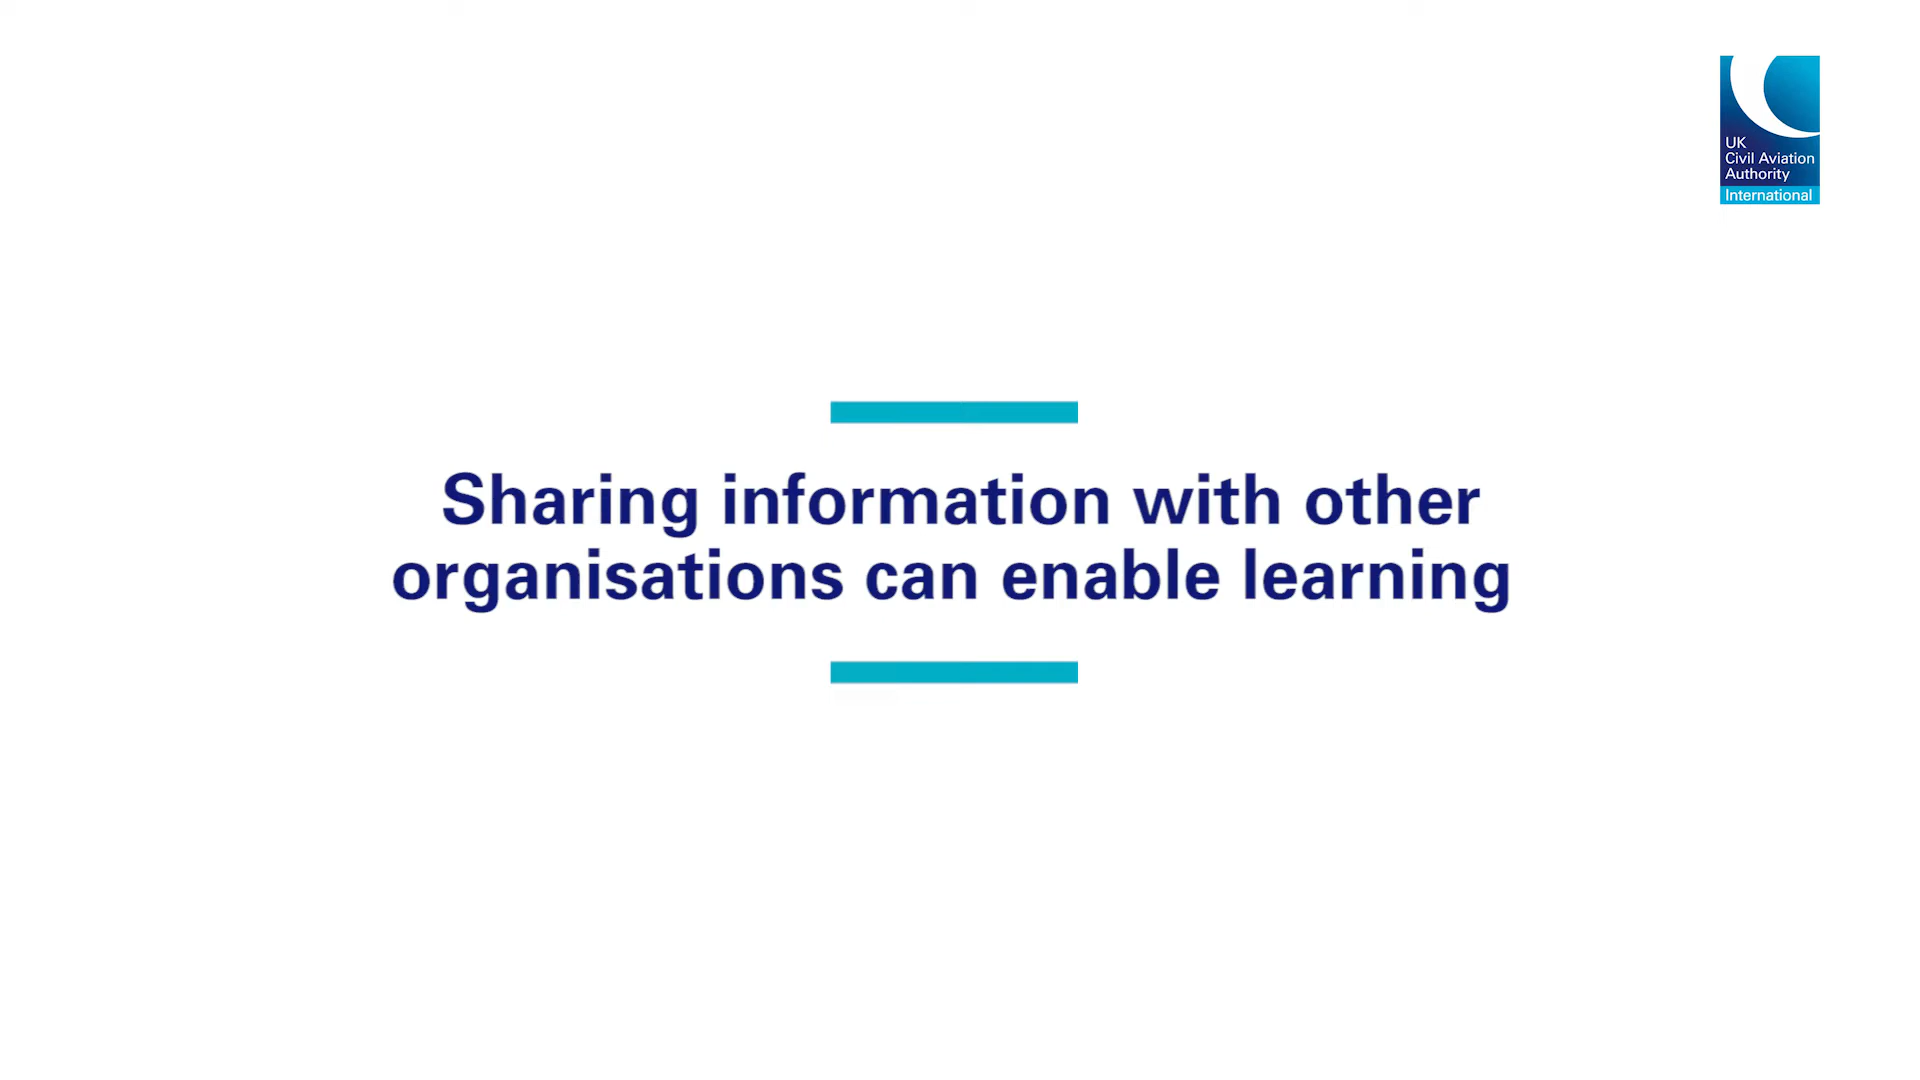 UK
Civil Aviation
Authority
International
Sharing information with other
organisations can enable learning